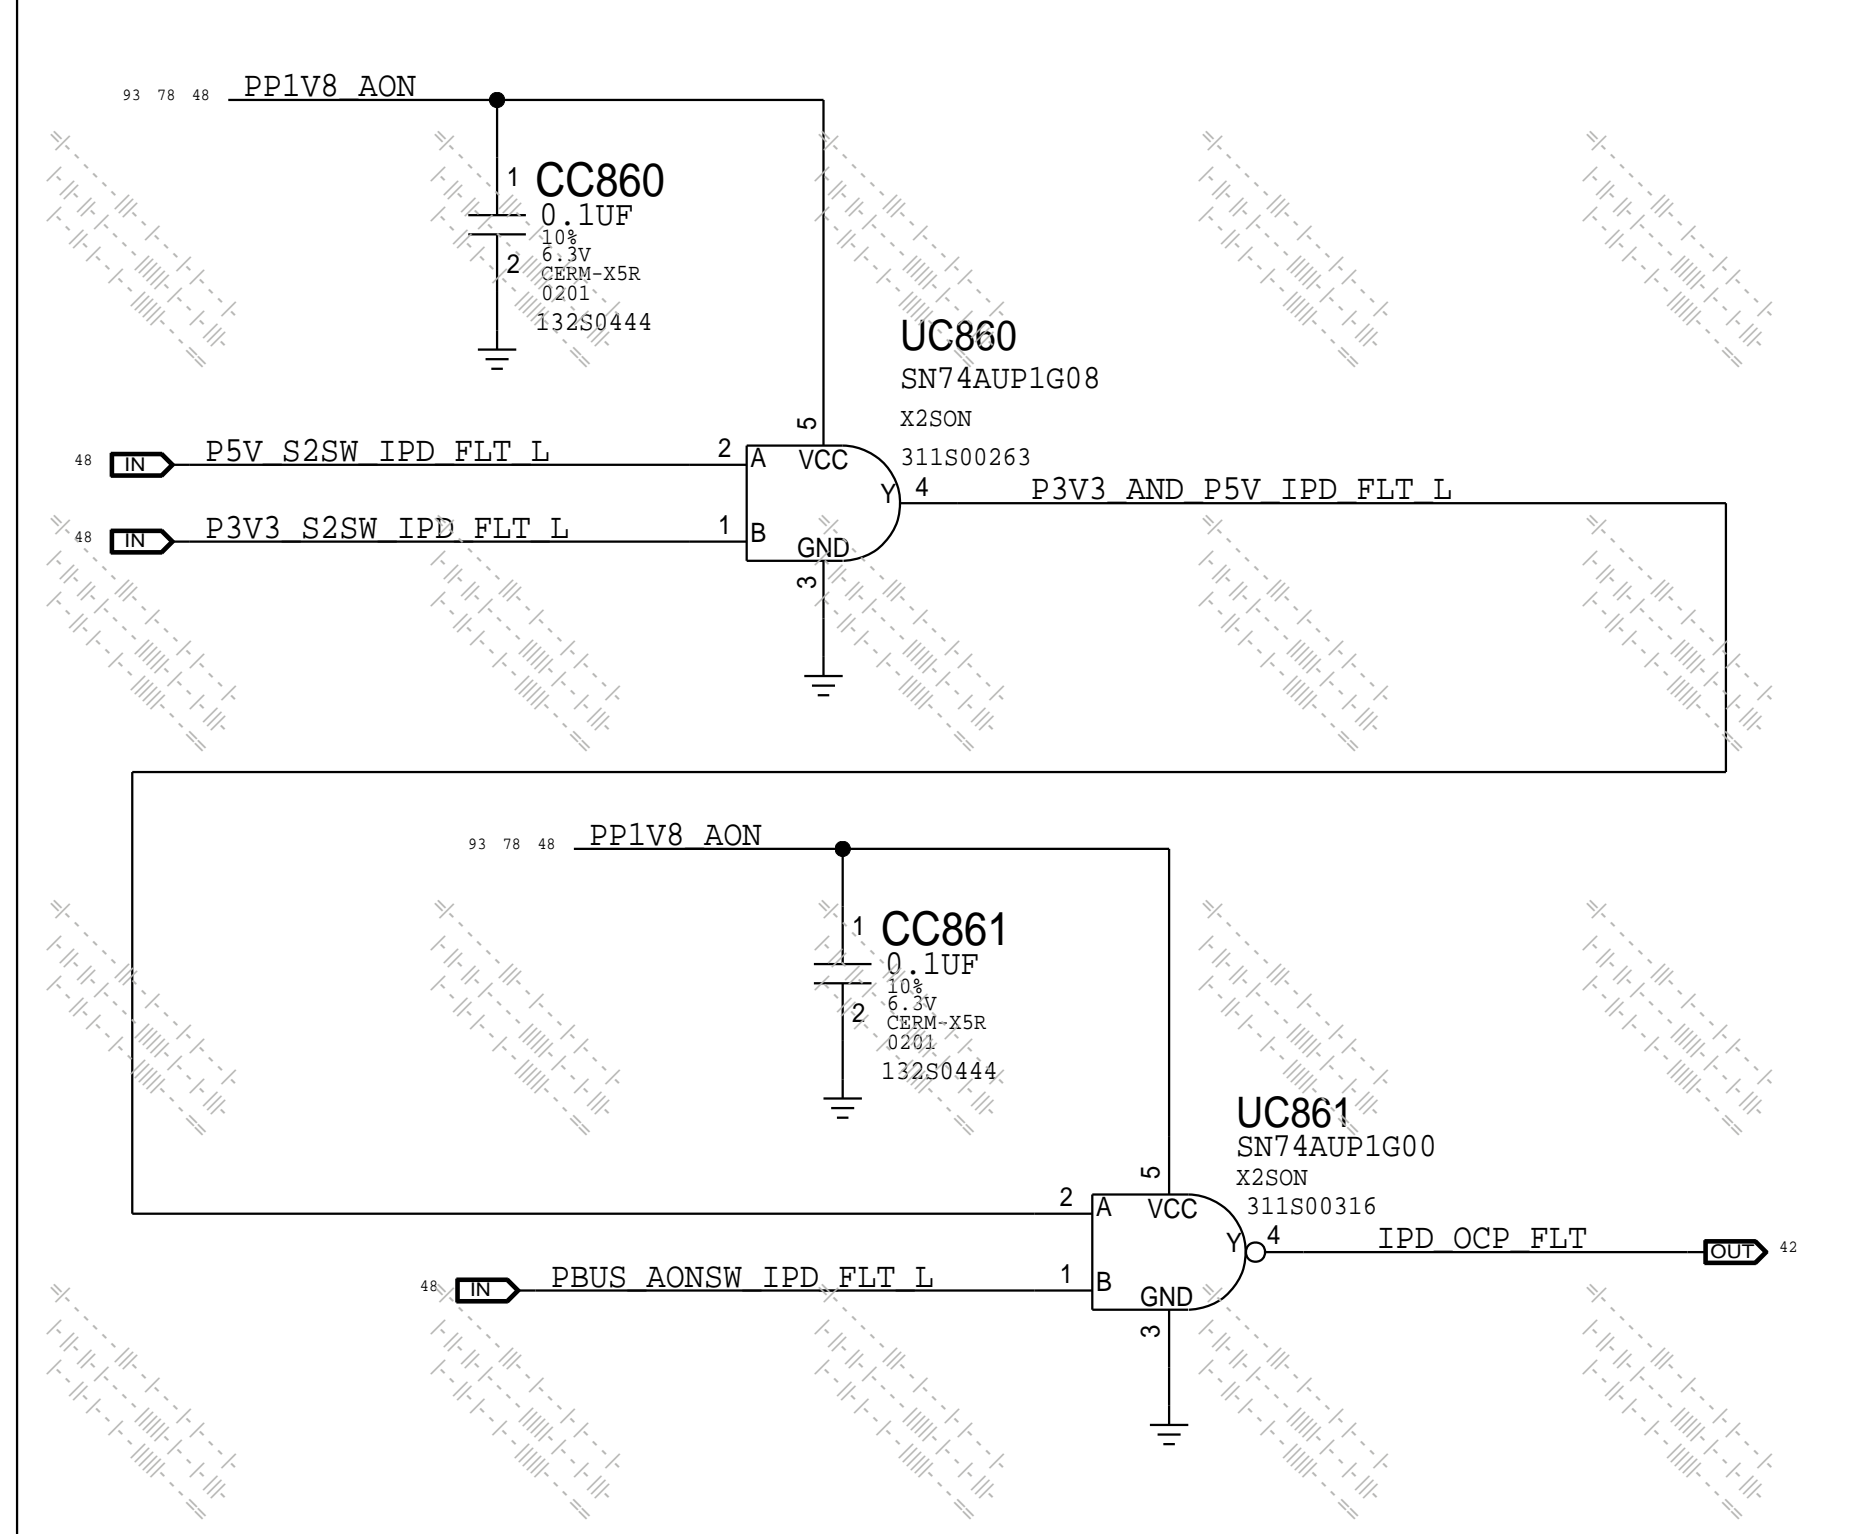 93 78 48 PP1V8_AON
1 CC860
0.1UF
10%
6.3V
2 CERM-X5R
0201
132S0444
UC860
SN74AUP1G08
X2SON
311S00263
5
48 IN P5V_S2SW_IPD_FLT_L 2 A VCC
Y 4 P3V3_AND_P5V_IPD_FLT_L
48 IN P3V3_S2SW_IPD_FLT_L 1 B GND
3
93 78 48 PP1V8_AON
1 CC861
0.1UF
10%
6.3V
2 CERM-X5R
0201
132S0444
UC861
SN74AUP1G00
X2SON
311S00316
5
2 A VCC
Y 4 IPD_OCP_FLT OUT 42
48 IN PBUS_AONSW_IPD_FLT_L 1 B GND
3